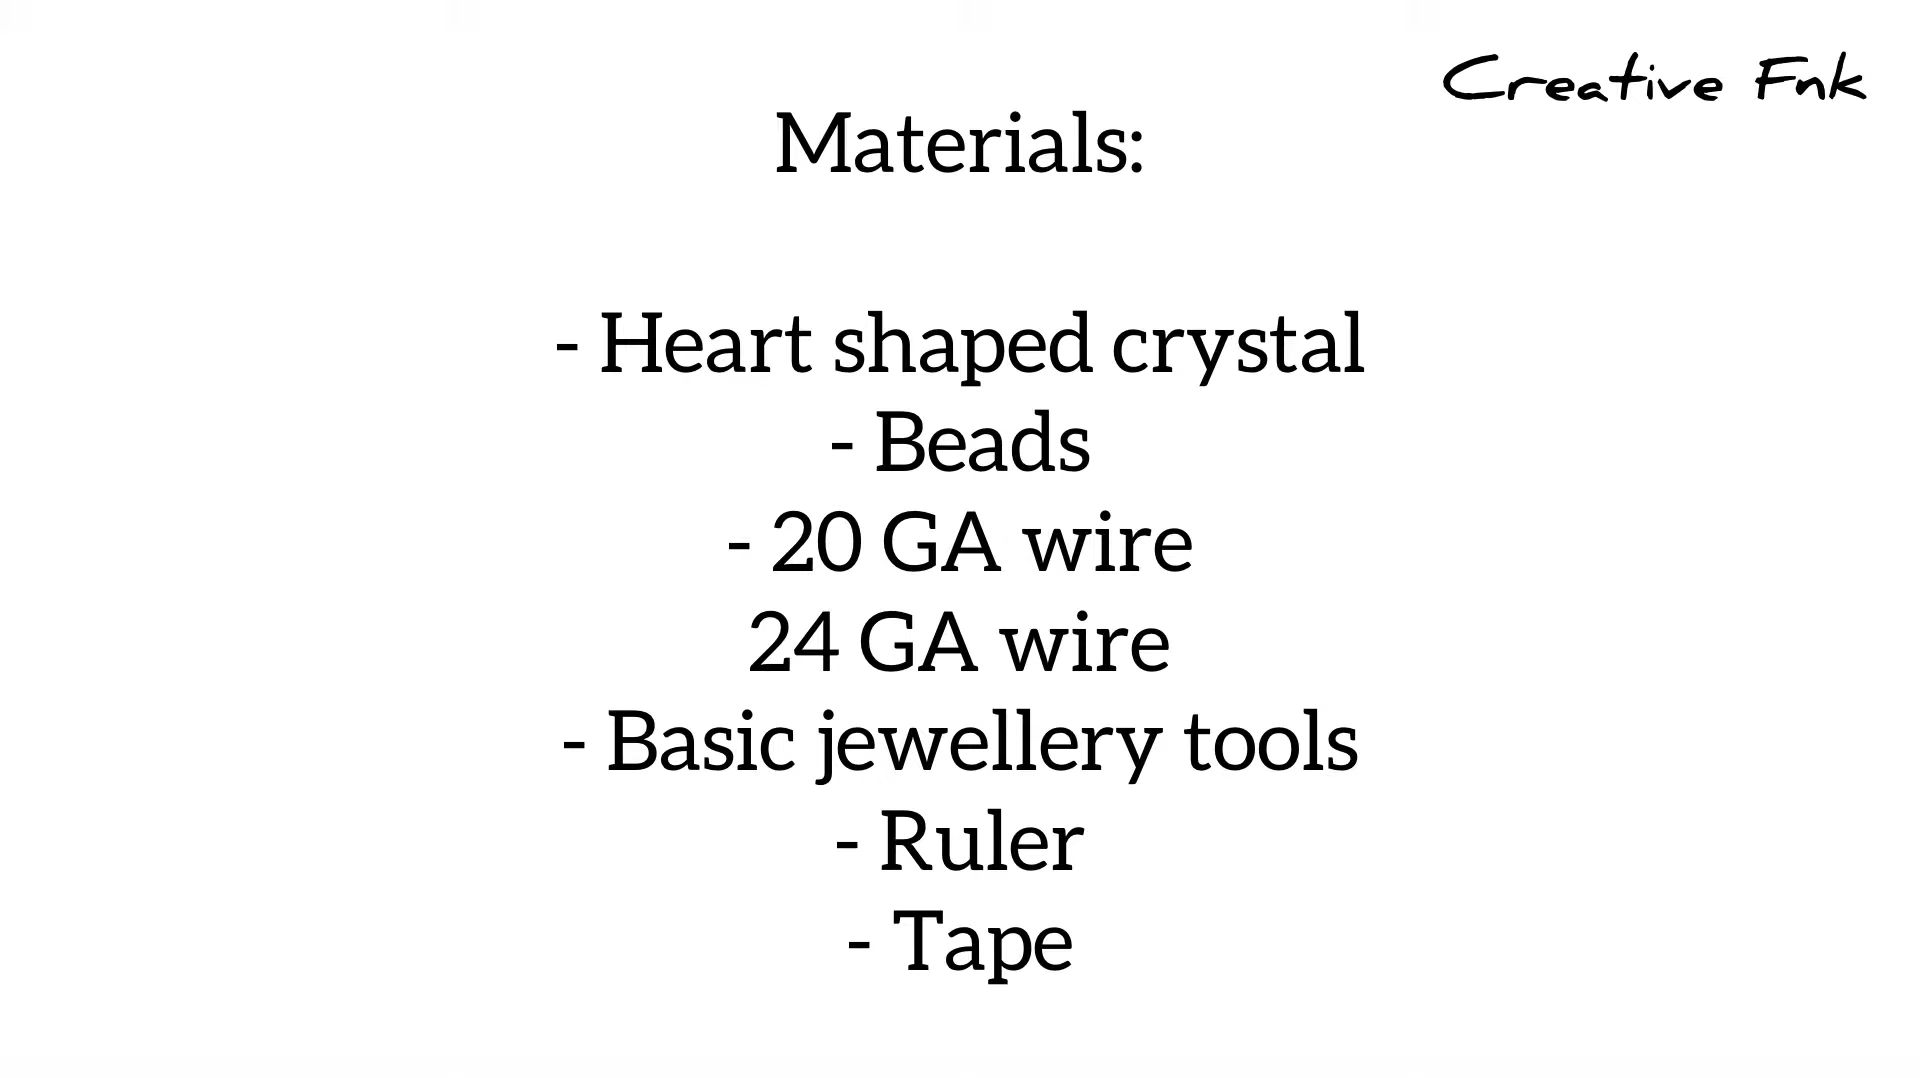 Creative Fnk
Materials:
- Heart shaped crystal
- Beads
- 20 GA wire
24 GA wire
- Basic jewellery tools
- Ruler
- Tape